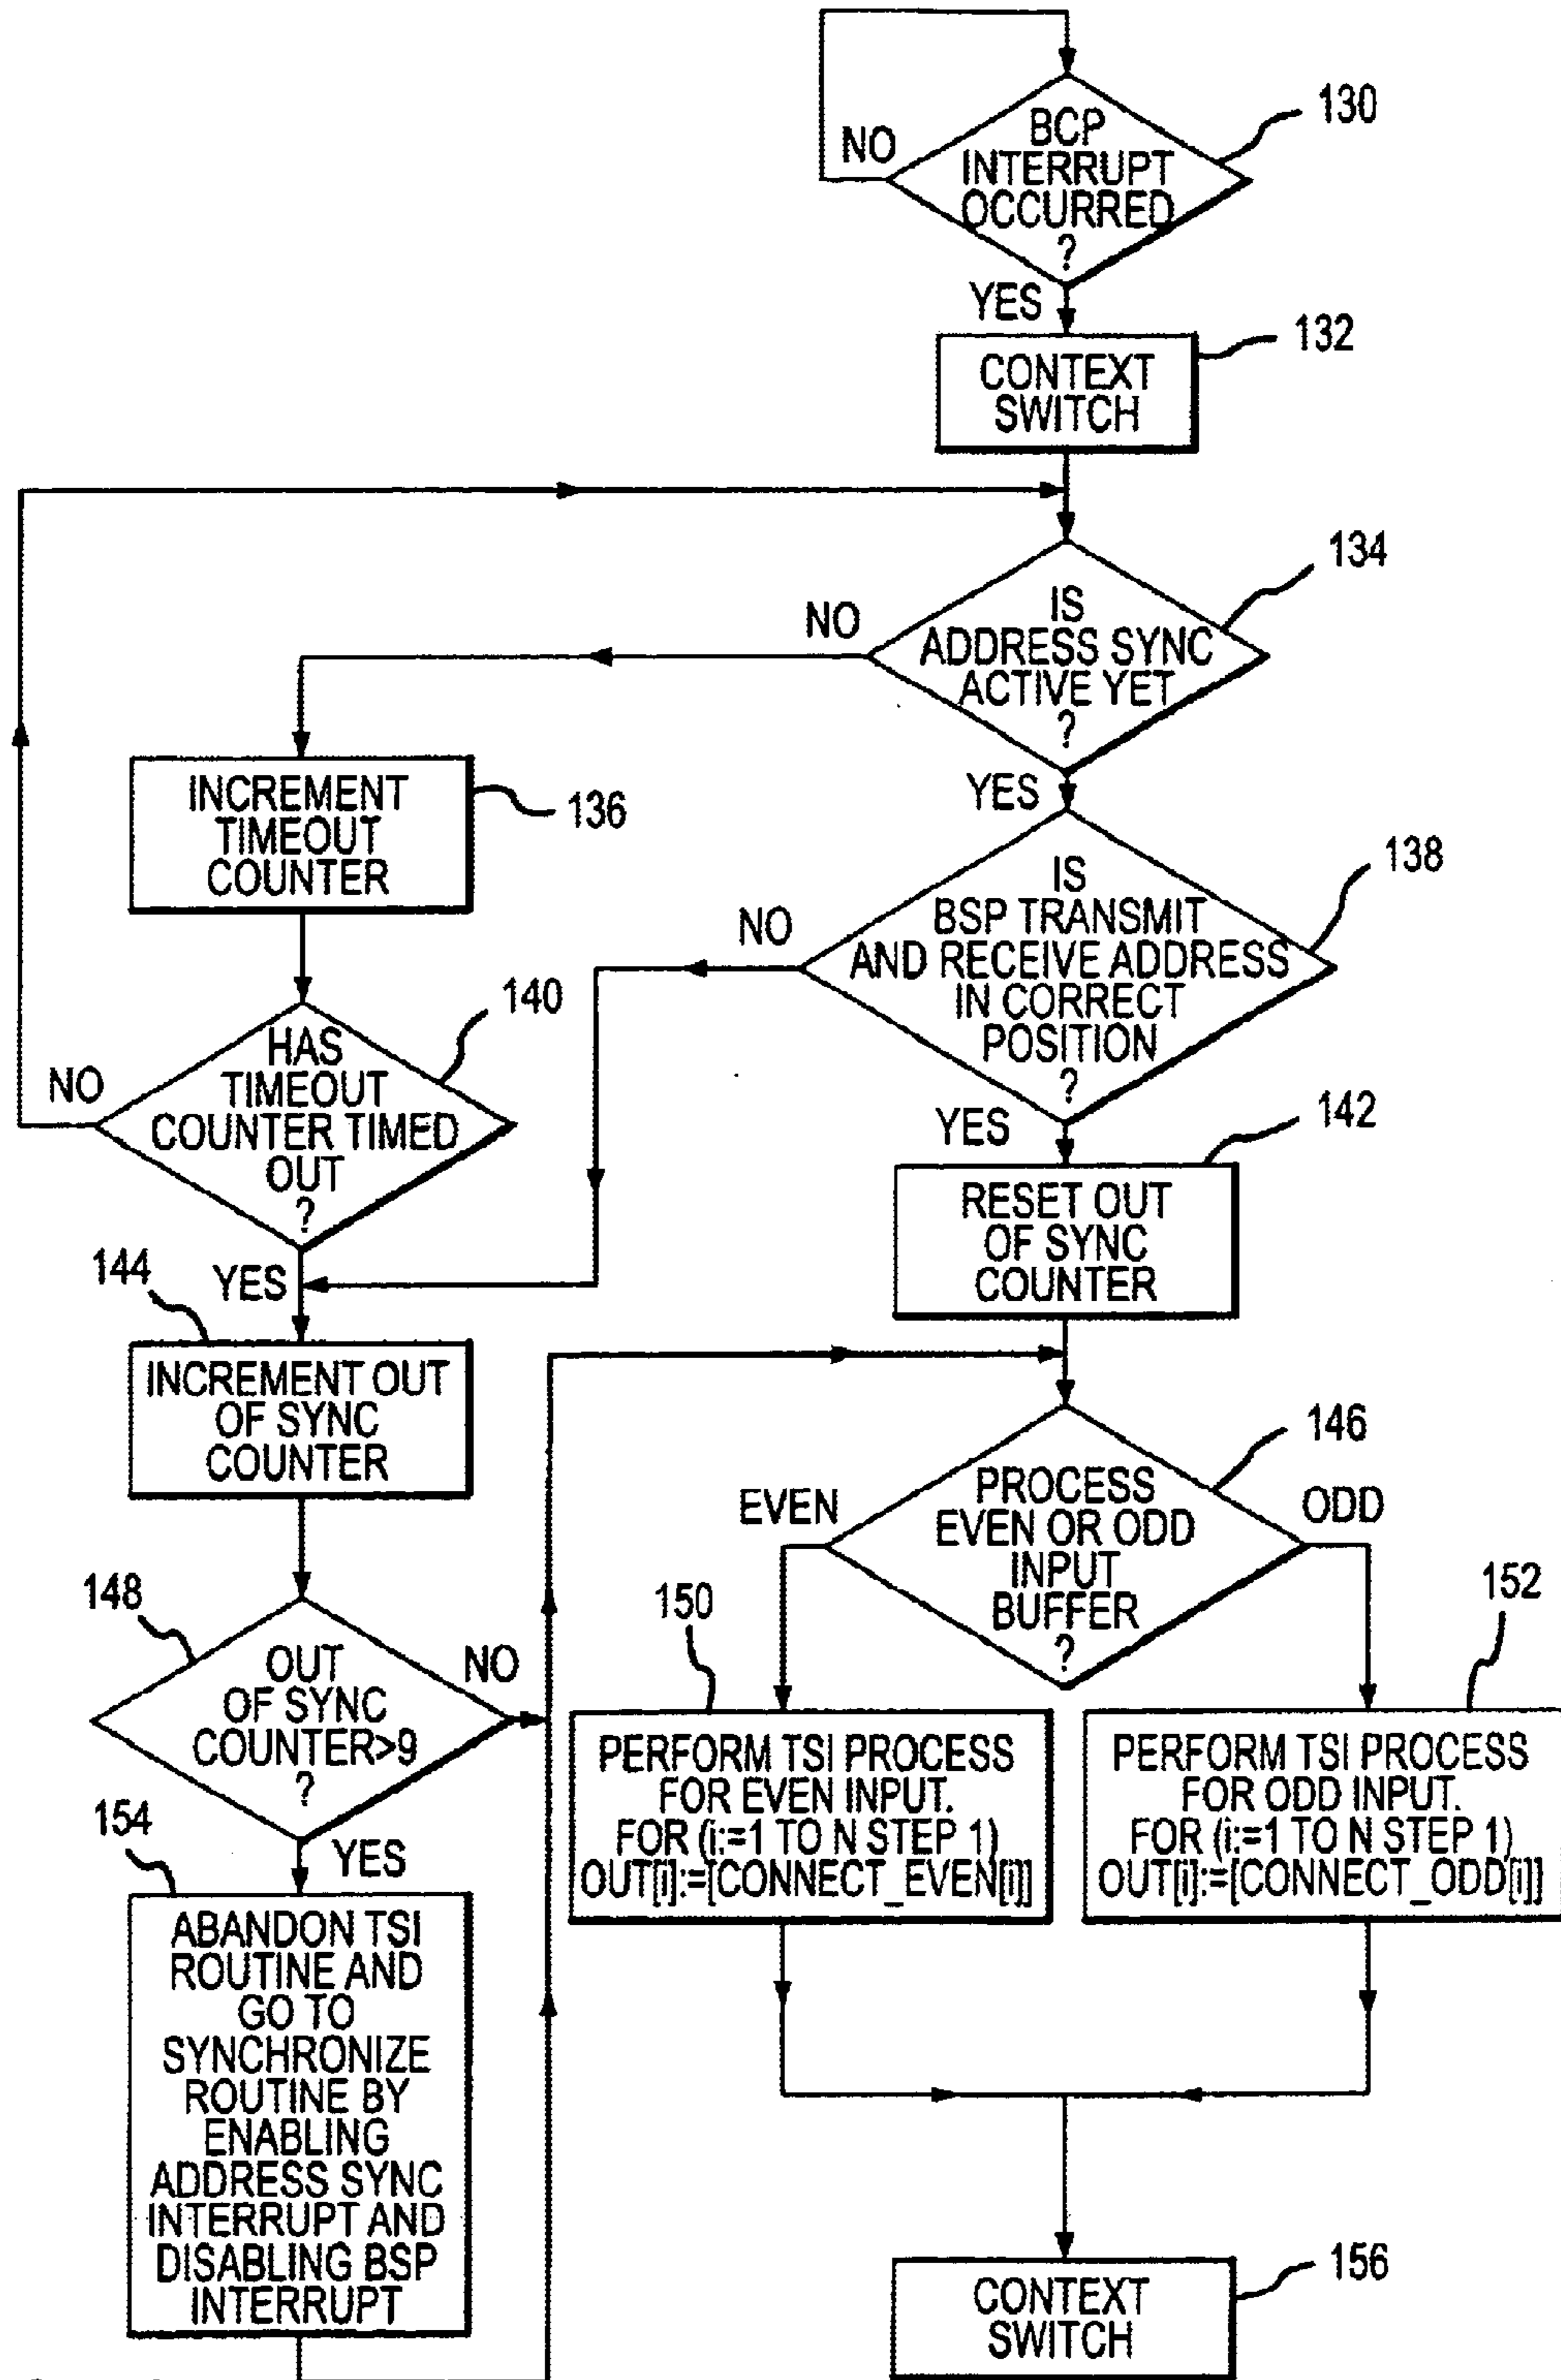 130
NO
BCP
INTERRUPT
OCCURRED
?
YES
132
CONTEXT
SWITCH
134
NO
IS
ADDRESS SYNC
ACTIVE YET
?
YES
INCREMENT
TIMEOUT
COUNTER
136
138
NO
IS
BSP TRANSMIT
AND RECEIVE ADDRESS
IN CORRECT
POSITION
?
YES
140
NO
HAS
TIMEOUT
COUNTER TIMED
OUT
?
YES
142
RESET OUT
OF SYNC
COUNTER
144
INCREMENT OUT
OF SYNC
COUNTER
146
EVEN
PROCESS
EVEN OR ODD
INPUT
BUFFER
?
ODD
148
OUT
OF SYNC
COUNTER>9
?
NO
YES
150
PERFORM TSI PROCESS
FOR EVEN INPUT.
FOR (i:=1 TO N STEP 1)
OUT[i]:=[CONNECT_EVEN[i]]
152
PERFORM TSI PROCESS
FOR ODD INPUT.
FOR (i:=1 TO N STEP 1)
OUT[i]:=[CONNECT_ODD[i]]
154
ABANDON TSI
ROUTINE AND
GO TO
SYNCHRONIZE
ROUTINE BY
ENABLING
ADDRESS SYNC
INTERRUPT AND
DISABLING BSP
INTERRUPT
156
CONTEXT
SWITCH